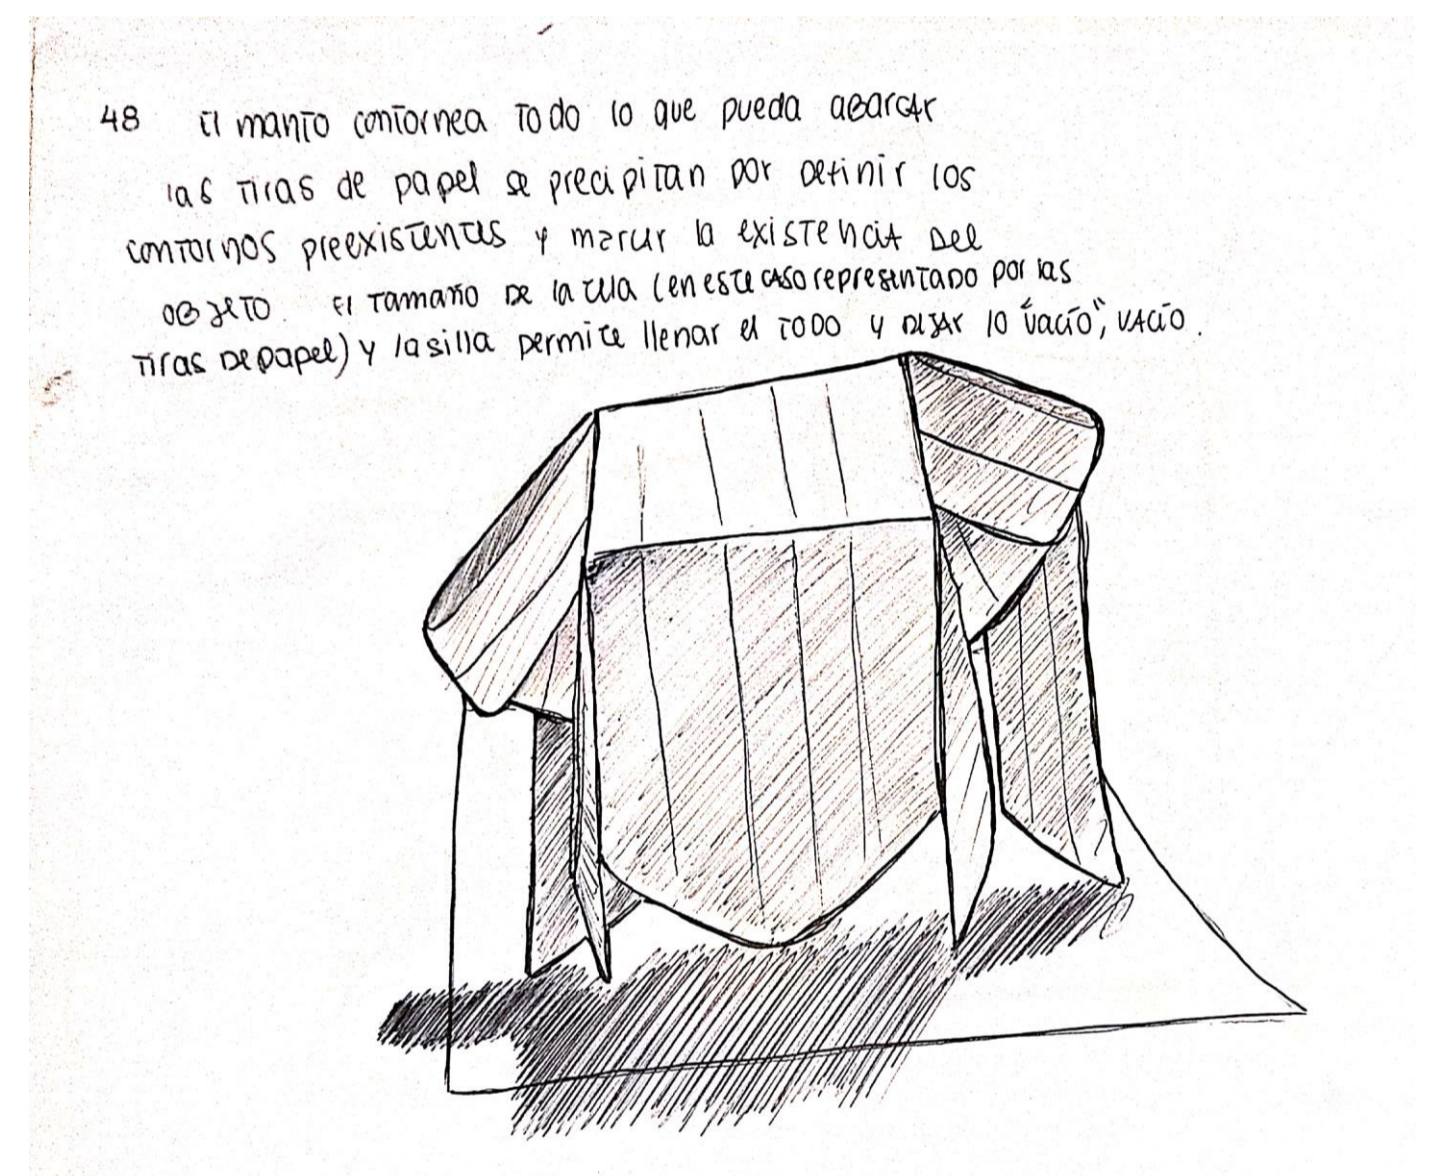 48 El manto contornea todo lo que pueda abarcar
las tiras de papel se precipitan por definir los
contornos preexistentes y marcar la existencia del
objeto. El tamaño de la tela (en este caso representado por las
tiras de papel) y la silla permite llenar el todo y dejar lo "vacío", vacío.